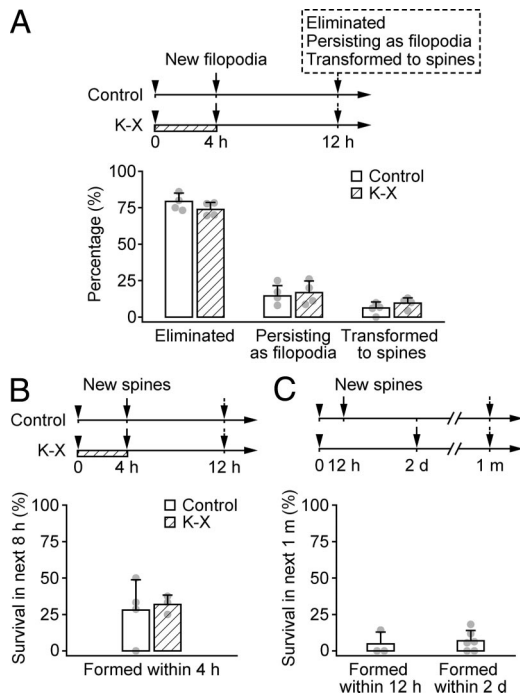 A
Eliminated
Persisting as filopodia
Transformed to spines
New filopodia
Control
K-X
0 4 h 12 h
Percentage (%)
100
75
50
25
0
Control
K-X
Eliminated Persisting as filopodia Transformed to spines
B
New spines
Control
K-X
0 4 h 12 h
Survival in next 8 h (%)
100
75
50
25
0
Control
K-X
Formed within 4 h
C
New spines
0 12 h 2 d 1 m
Survival in next 1 m (%)
100
75
50
25
0
Formed within 12 h
Formed within 2 d